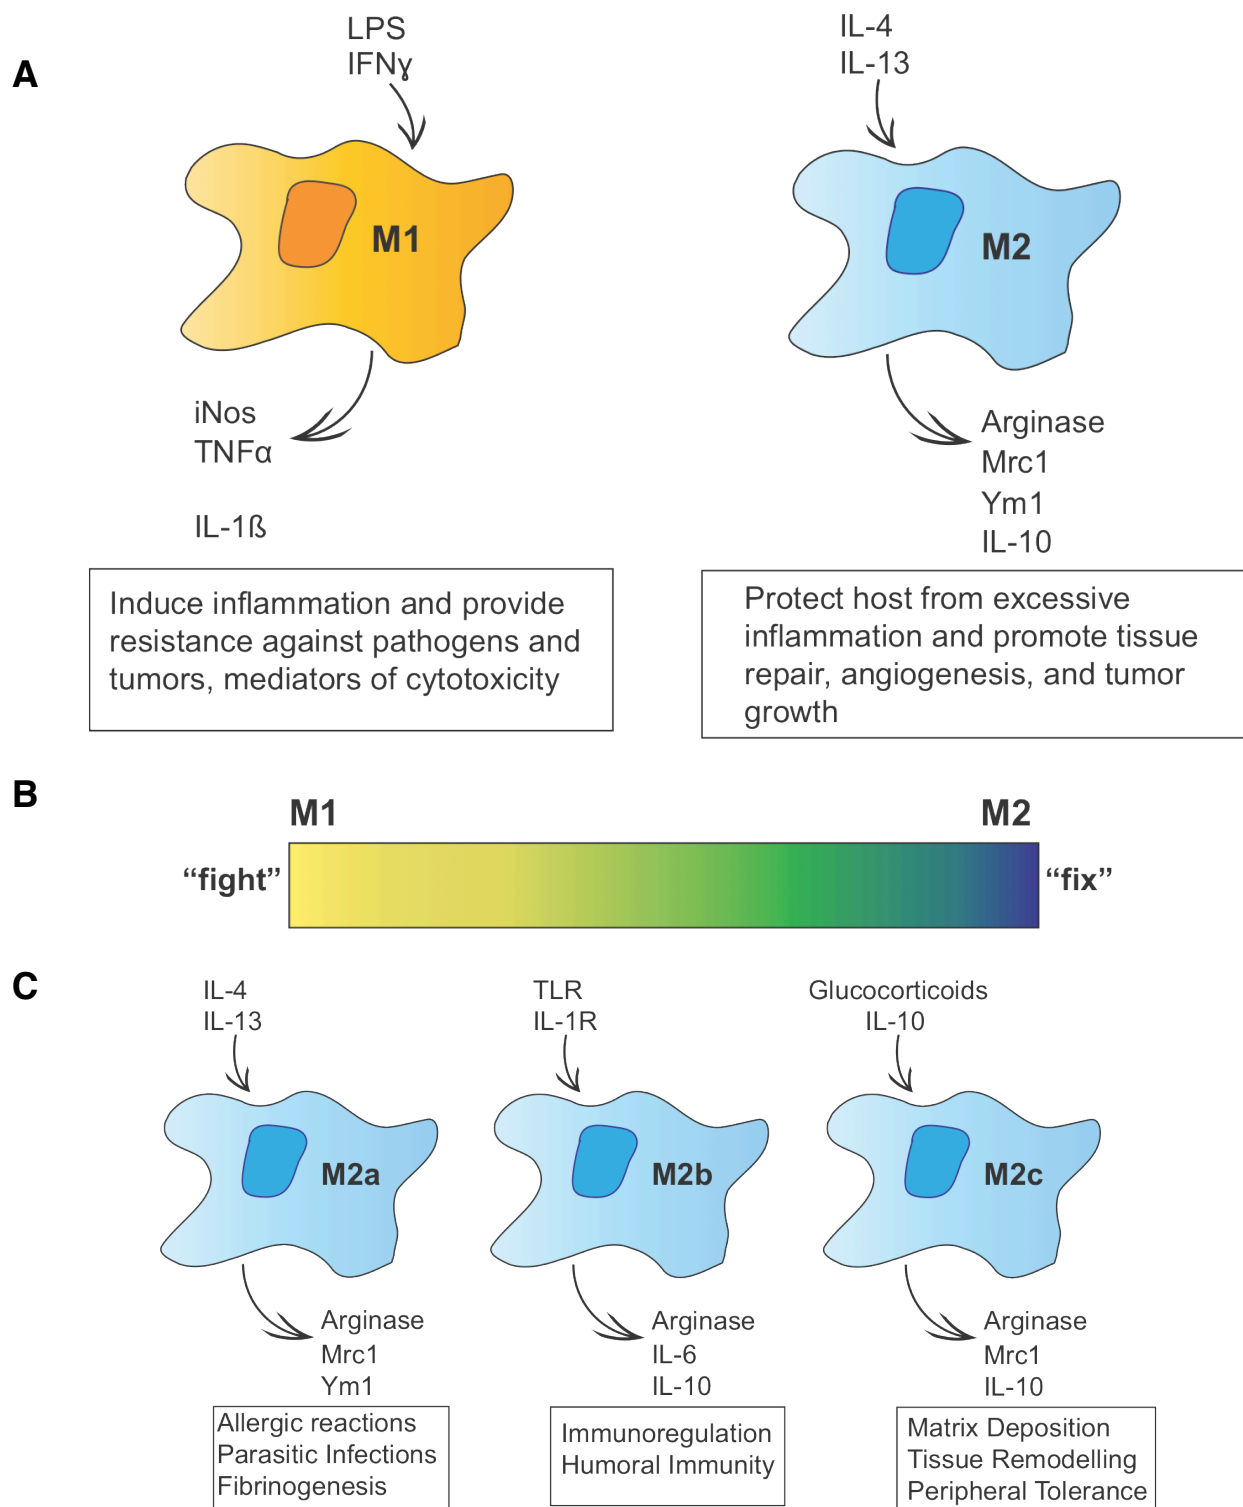 A
LPS
IFNγ
M1
iNos
TNFα
IL-1ß
Induce inflammation and provide
resistance against pathogens and
tumors, mediators of cytotoxicity
IL-4
IL-13
M2
Arginase
Mrc1
Ym1
IL-10
Protect host from excessive
inflammation and promote tissue
repair, angiogenesis, and tumor
growth
B
M1
M2
“fight”
“fix”
C
IL-4
IL-13
M2a
Arginase
Mrc1
Ym1
Allergic reactions
Parasitic Infections
Fibrinogenesis
TLR
IL-1R
M2b
Arginase
IL-6
IL-10
Immunoregulation
Humoral Immunity
Glucocorticoids
IL-10
M2c
Arginase
Mrc1
IL-10
Matrix Deposition
Tissue Remodelling
Peripheral Tolerance